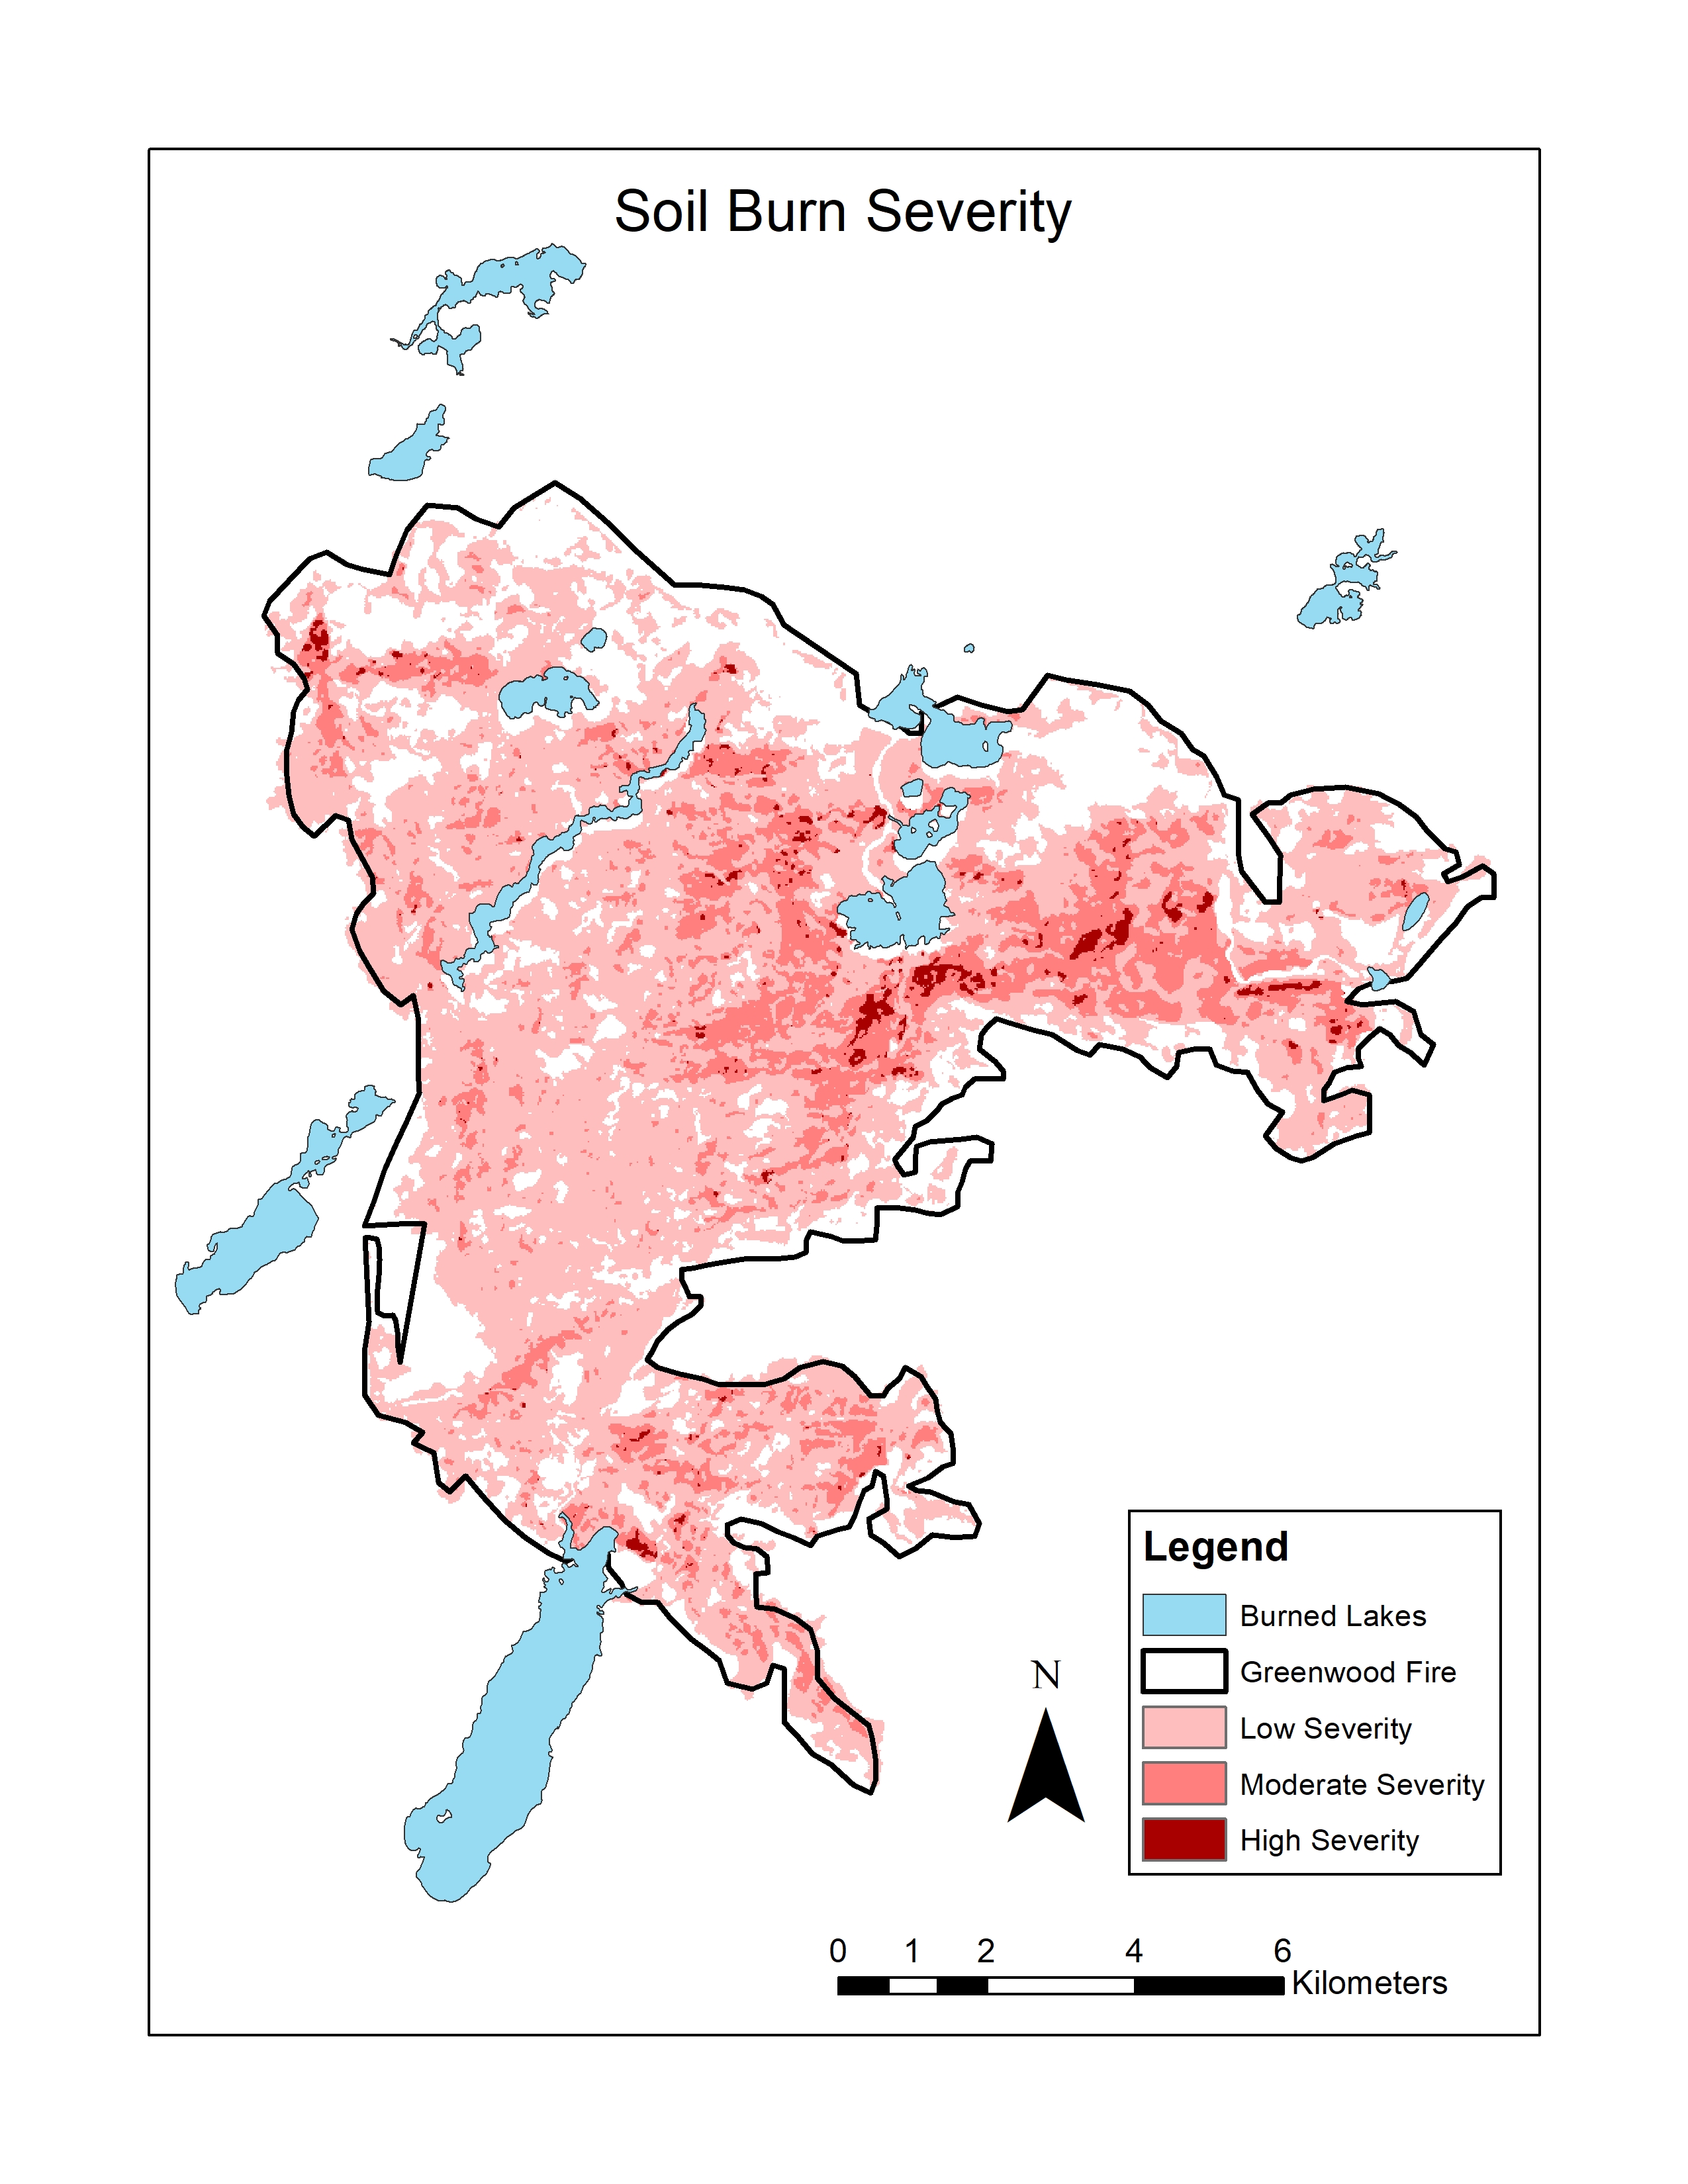 Soil Burn Severity
Legend
Burned Lakes
Greenwood Fire
Low Severity
Moderate Severity
High Severity
N
0 1 2 4 6
Kilometers